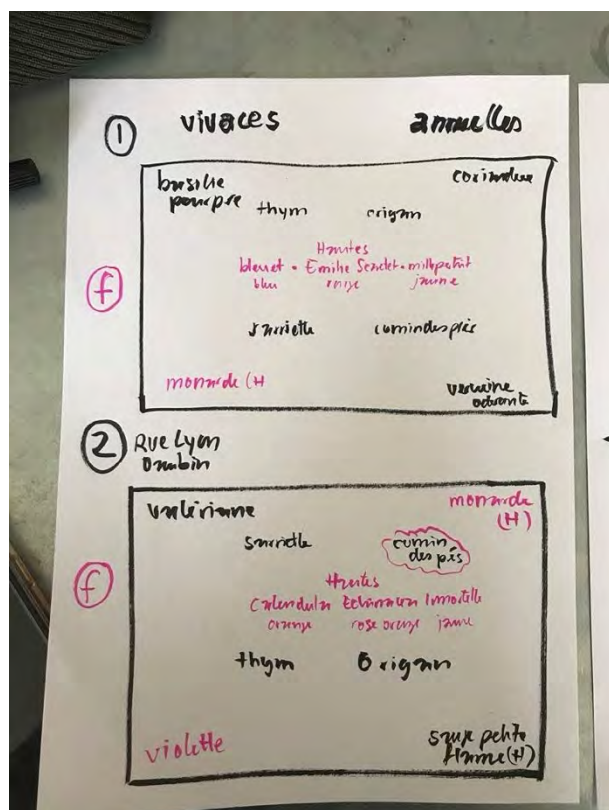 ① vivaces annuelles
basilic coriandre
pourpre thym origan
Hautes
bleuet • Emilie Scarlet • millepertuis
bleu rouge jaune
f
sarriette cumin des prés
monarde (H
verveine
odorante
② Rue Lyon
Dambin
valériane monarde
(H)
sarriette cumin
des prés
f
Hautes
Calendula Echinacea Immortelle
orange rose orange jaune
thym Origan
violette sauge petite
flamme (H)